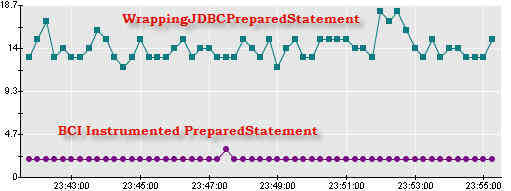 18.7
WrappingJDBCPreparedStatement
14
9.3
BCI Instrumented PreparedStatement
4.7
0
23:43:00 23:45:00 23:47:00 23:49:00 23:51:00 23:53:00 23:55:00